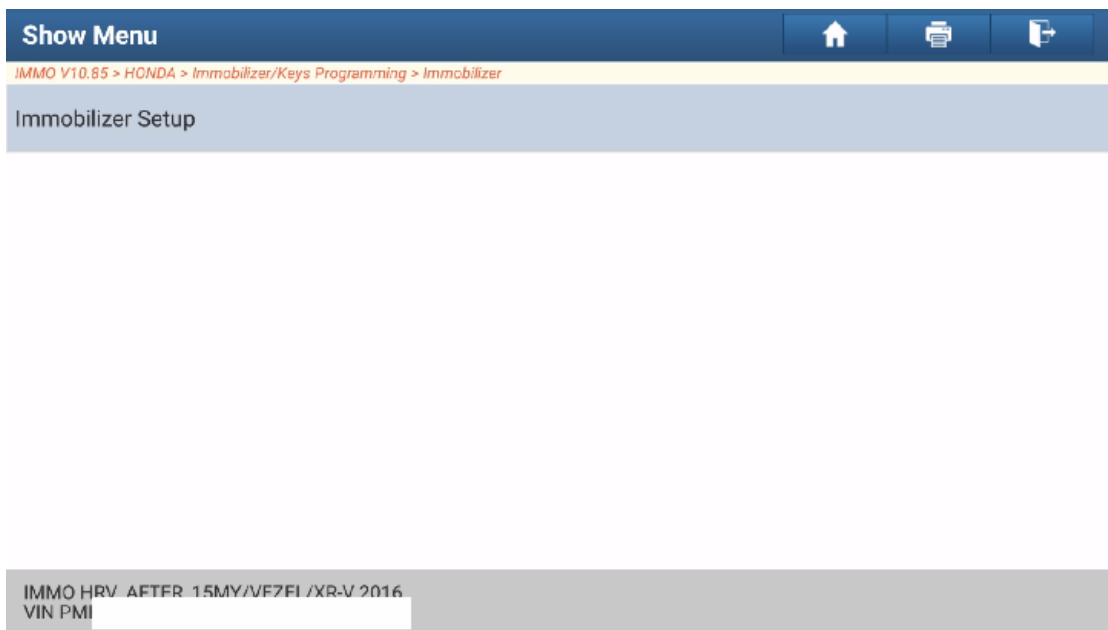 Show Menu
IMMO V10.85 > HONDA > Immobilizer/Keys Programming > Immobilizer
Immobilizer Setup
IMMO HRV AFTER 15MY/VEZEL/XR-V 2016
VIN PM